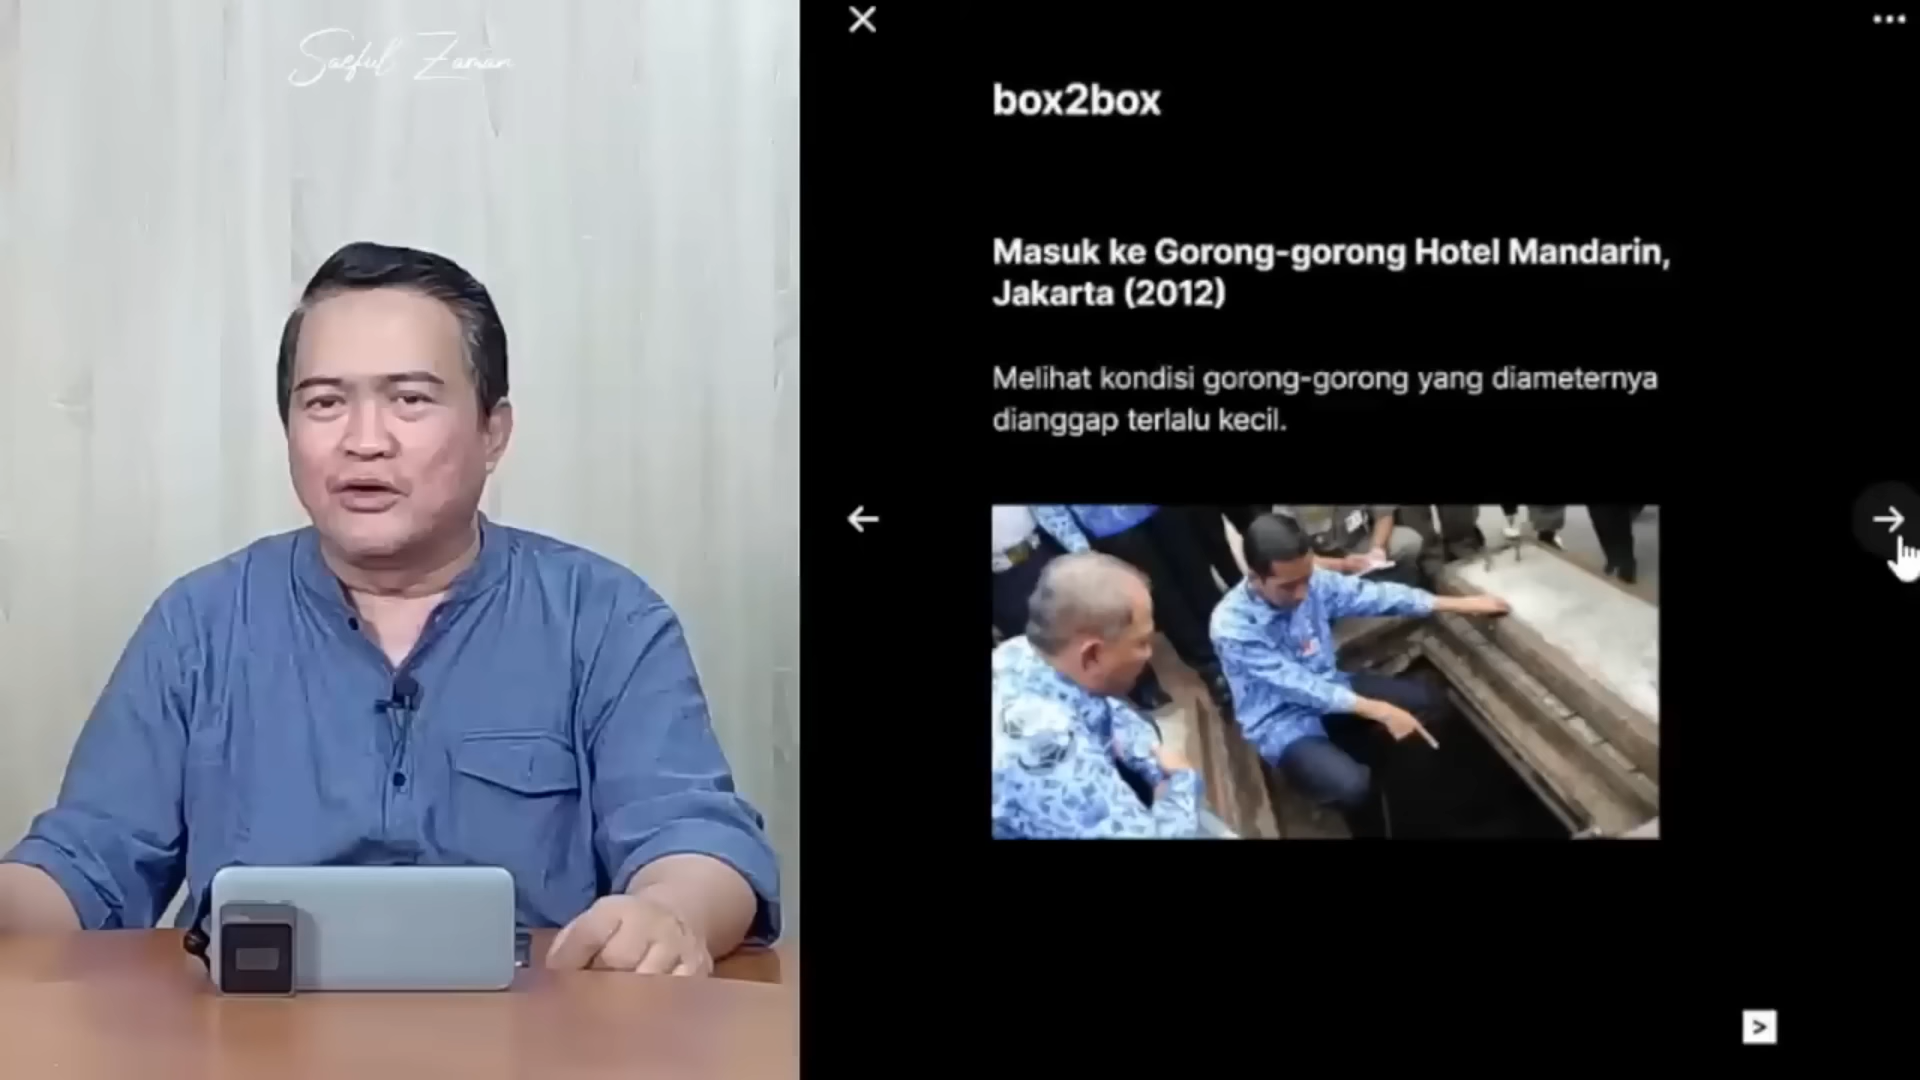 Saeful Zaman
box2box
Masuk ke Gorong-gorong Hotel Mandarin,
Jakarta (2012)
Melihat kondisi gorong-gorong yang diameternya
dianggap terlalu kecil.